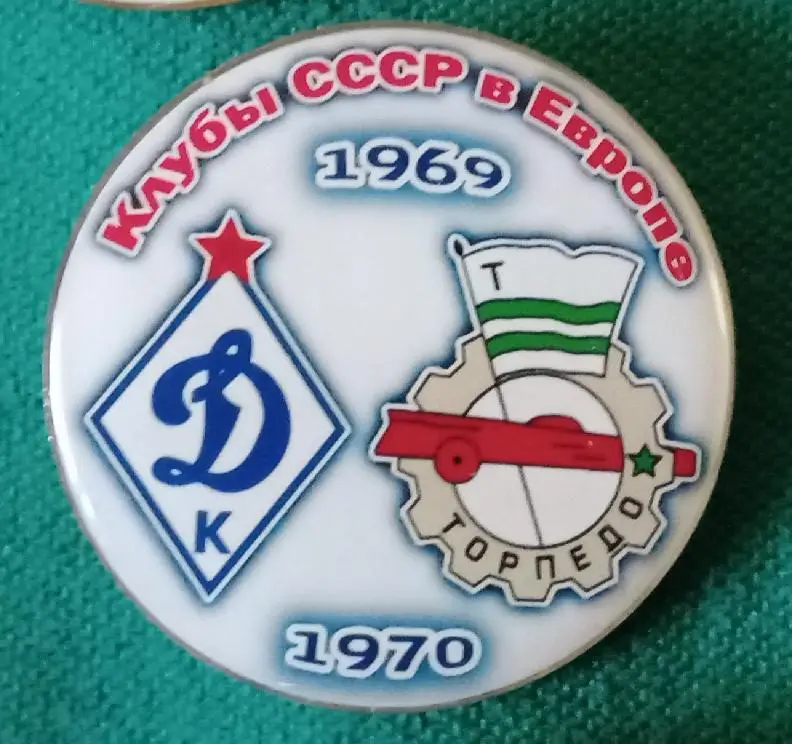 Клубы СССР в Европе
1969
Д
К
Т
ТОРПЕДО
1970